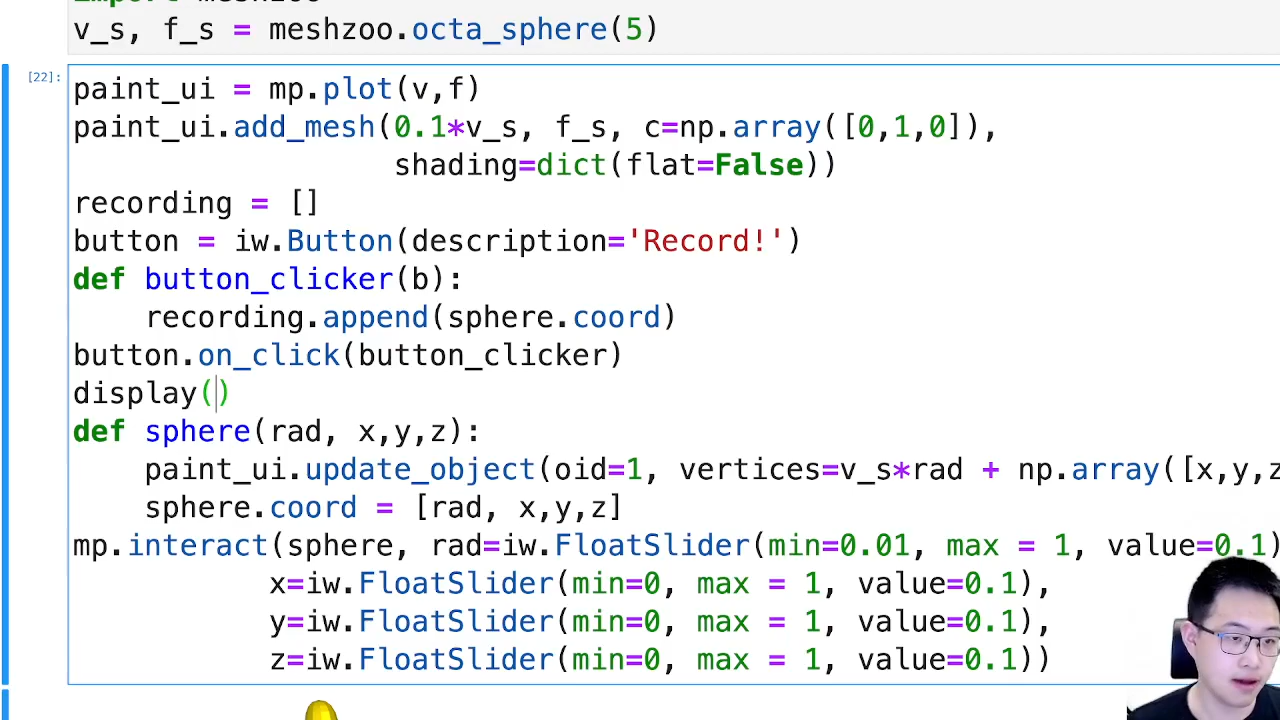 import meshzoo
v_s, f_s = meshzoo.octa_sphere(5)
[22]:
paint_ui = mp.plot(v,f)
paint_ui.add_mesh(0.1*v_s, f_s, c=np.array([0,1,0]),
shading=dict(flat=False))
recording = []
button = iw.Button(description='Record!')
def button_clicker(b):
recording.append(sphere.coord)
button.on_click(button_clicker)
display()
def sphere(rad, x,y,z):
paint_ui.update_object(oid=1, vertices=v_s*rad + np.array([x,y,z
sphere.coord = [rad, x,y,z]
mp.interact(sphere, rad=iw.FloatSlider(min=0.01, max = 1, value=0.1)
x=iw.FloatSlider(min=0, max = 1, value=0.1),
y=iw.FloatSlider(min=0, max = 1, value=0.1),
z=iw.FloatSlider(min=0, max = 1, value=0.1))